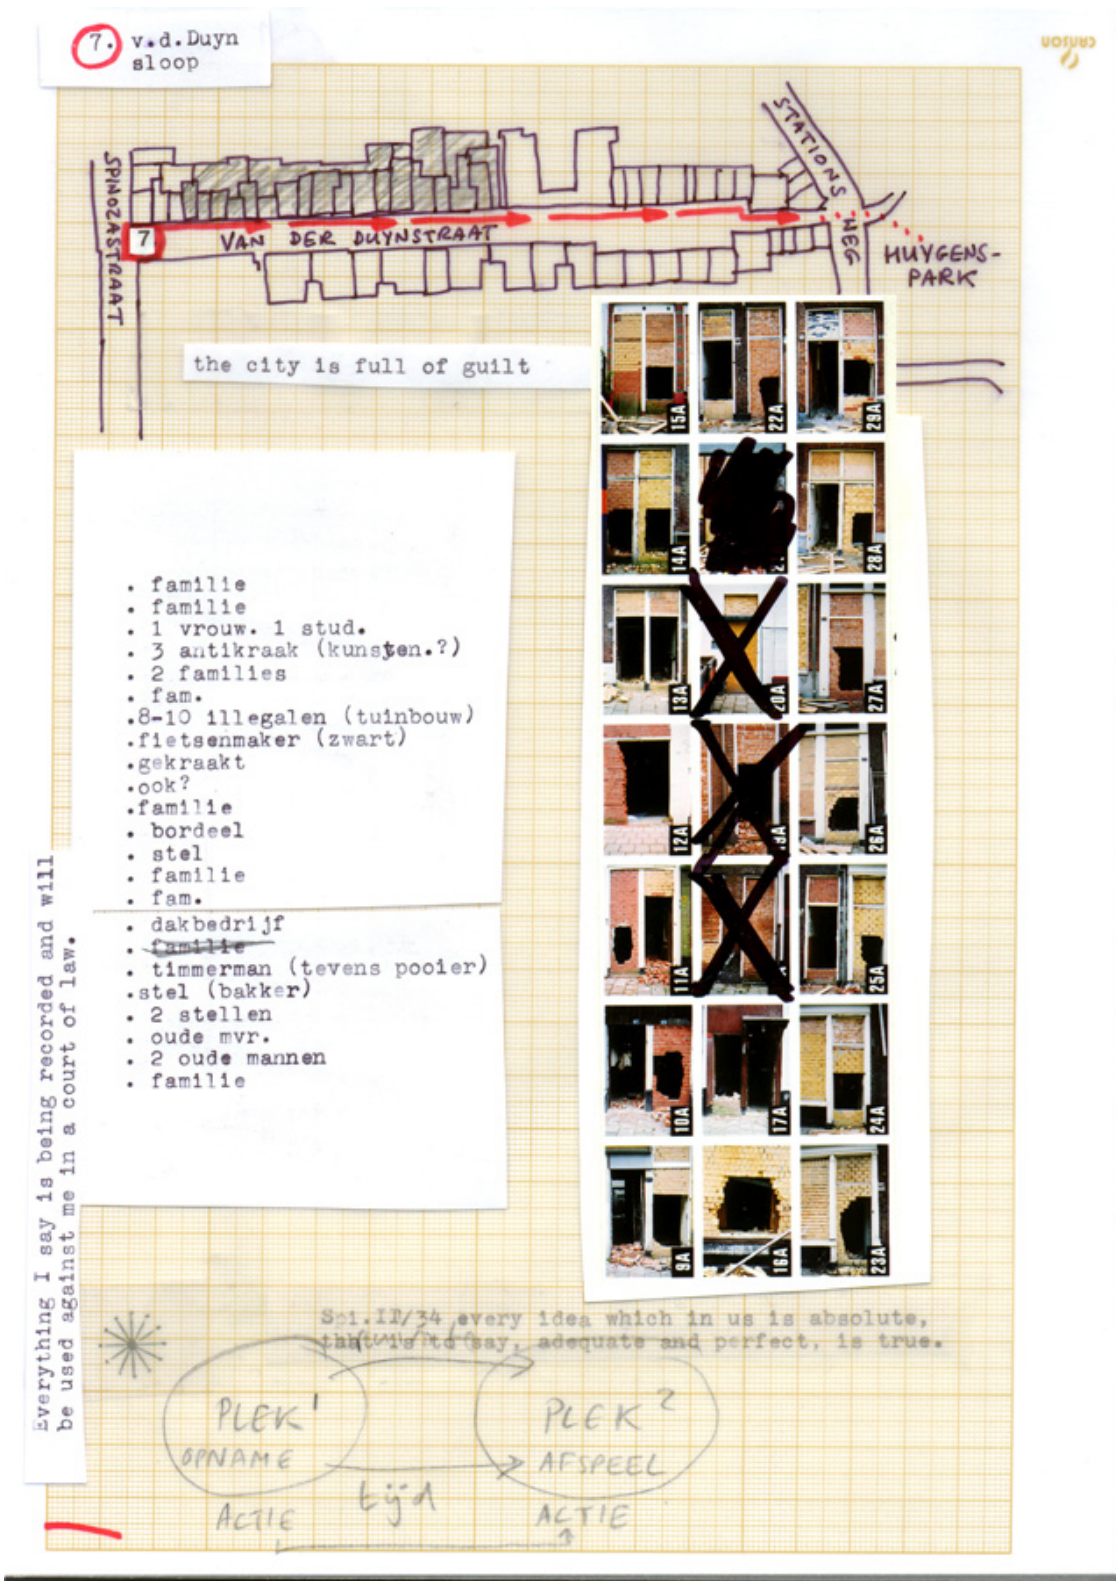 7. v.d.Duyn
sloop
canson
STATIONS
WEG
SPINOZASTRAAT
7
VAN DER DUYNSTRAAT
HUYGENS-
PARK
the city is full of guilt
15A
22A
29A
14A
28A
13A
20A
27A
12A
26A
11A
25A
10A
17A
24A
9A
16A
23A
. familie
. familie
. 1 vrouw. 1 stud.
. 3 antikraak (kunsten.?)
. 2 families
. fam.
.8-10 illegalen (tuinbouw)
.fietsenmaker (zwart)
.gekraakt
.ook?
.familie
. bordeel
. stel
. familie
. fam.
. dakbedrijf
. familie
. timmerman (tevens pooier)
.stel (bakker)
. 2 stellen
. oude mvr.
. 2 oude mannen
. familie
Everything I say is being recorded and will
be used against me in a court of law.
Spi.II/34 every idea which in us is absolute,
that is to say, adequate and perfect, is true.
PLEK 1
OPNAME
ACTIE
tijd
PLEK 2
AFSPEEL
ACTIE